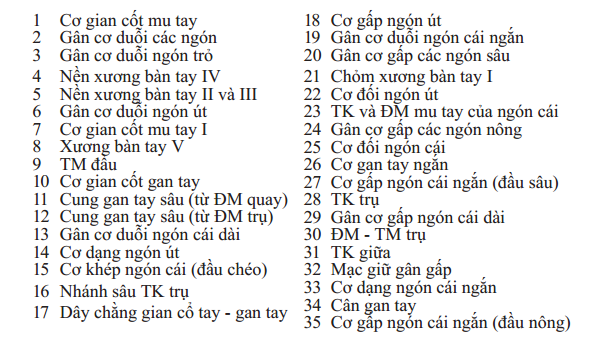 1 Cơ gian cốt mu tay
2 Gân cơ duỗi các ngón
3 Gân cơ duỗi ngón trỏ
4 Nền xương bàn tay IV
5 Nền xương bàn tay II và III
6 Gân cơ duỗi ngón út
7 Cơ gian cốt mu tay I
8 Xương bàn tay V
9 TM đầu
10 Cơ gian cốt gan tay
11 Cung gan tay sâu (từ ĐM quay)
12 Cung gan tay sâu (từ ĐM trụ)
13 Gân cơ duỗi ngón cái dài
14 Cơ dạng ngón út
15 Cơ khép ngón cái (đầu chéo)
16 Nhánh sâu TK trụ
17 Dây chằng gian cổ tay - gan tay
18 Cơ gấp ngón út
19 Gân cơ duỗi ngón cái ngắn
20 Gân cơ gấp các ngón sâu
21 Chỏm xương bàn tay I
22 Cơ đối ngón út
23 TK và ĐM mu tay của ngón cái
24 Gân cơ gấp các ngón nông
25 Cơ đối ngón cái
26 Cơ gan tay ngắn
27 Cơ gấp ngón cái ngắn (đầu sâu)
28 TK trụ
29 Gân cơ gấp ngón cái dài
30 ĐM - TM trụ
31 TK giữa
32 Mạc giữ gân gấp
33 Cơ dạng ngón cái ngắn
34 Cân gan tay
35 Cơ gấp ngón cái ngắn (đầu nông)